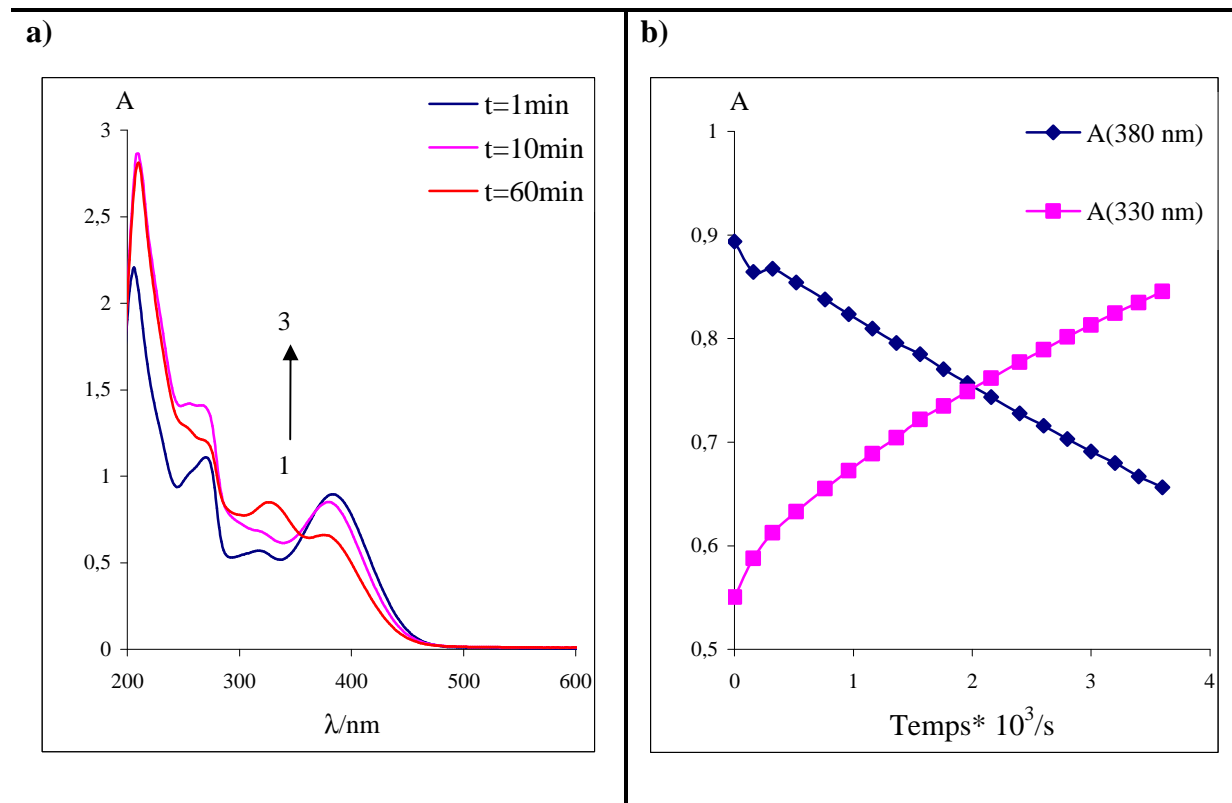 a)
A
t=1min
t=10min
t=60min
3
2,5
2
1,5
1
0,5
0
3
1
200 300 400 500 600
λ/nm
b)
A
A(380 nm)
A(330 nm)
1
0,9
0,8
0,7
0,6
0,5
0 1 2 3 4
Temps* 10³/s